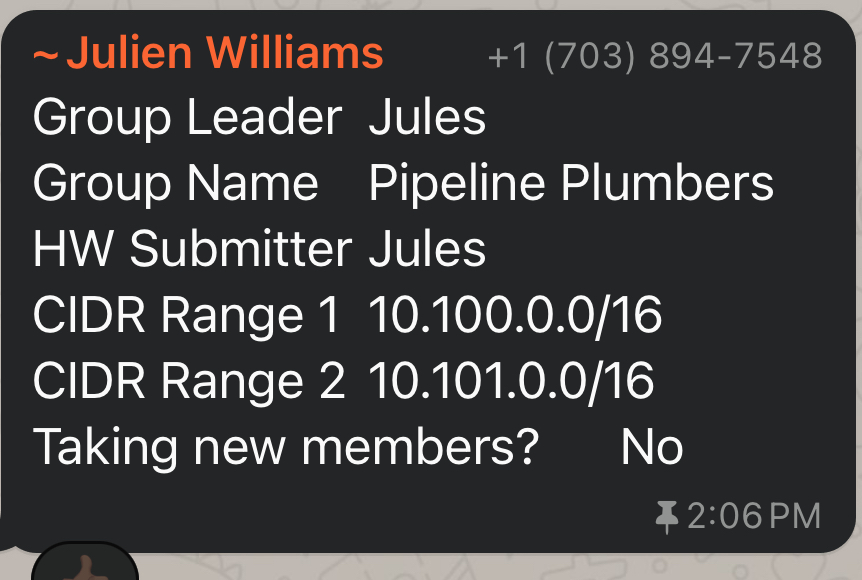 ~Julien Williams +1 (703) 894-7548
Group Leader Jules
Group Name Pipeline Plumbers
HW Submitter Jules
CIDR Range 1 10.100.0.0/16
CIDR Range 2 10.101.0.0/16
Taking new members? No
2:06 PM